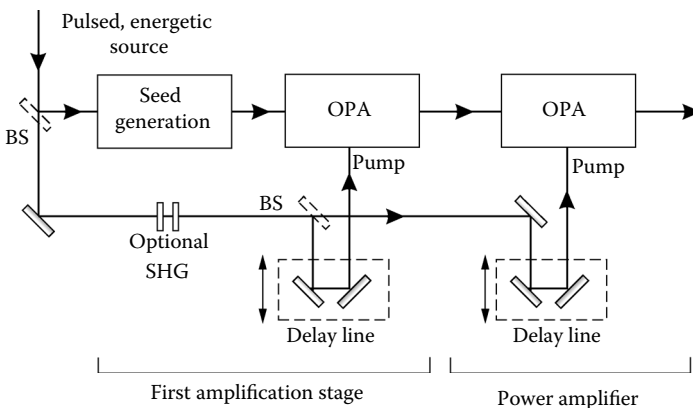 Pulsed, energetic
source
Seed
generation
OPA
OPA
BS
Pump
Pump
BS
Optional
SHG
Delay line
Delay line
First amplification stage
Power amplifier